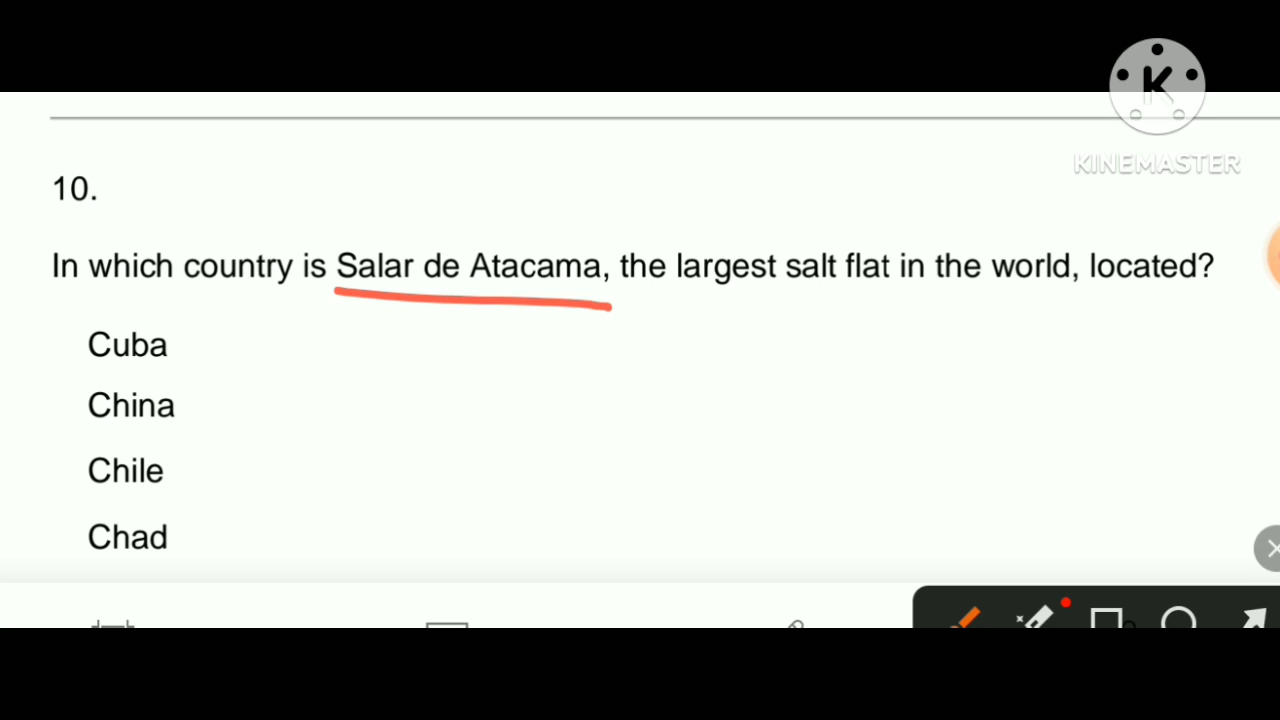 K
KINEMASTER
10.
In which country is Salar de Atacama, the largest salt flat in the world, located?
Cuba
China
Chile
Chad